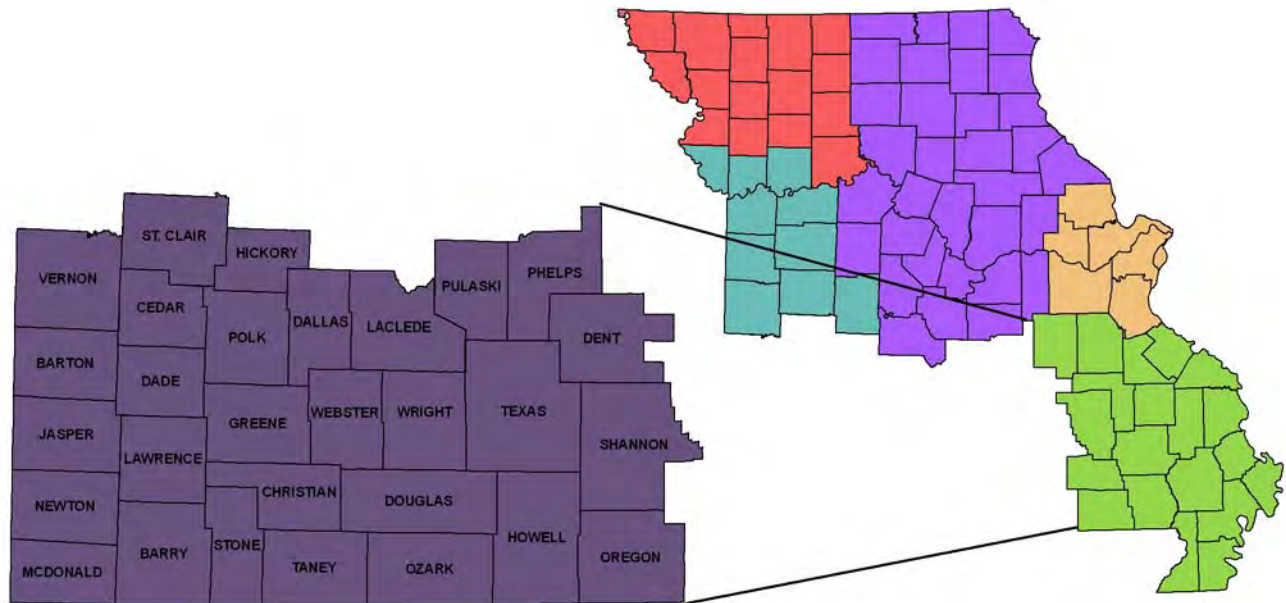 ST. CLAIR
HICKORY
VERNON
PULASKI
PHELPS
CEDAR
DALLAS
LACLEDE
POLK
DENT
BARTON
DADE
TEXAS
GREENE
WEBSTER
WRIGHT
JASPER
SHANNON
LAWRENCE
CHRISTIAN
DOUGLAS
NEWTON
HOWELL
STONE
BARRY
OREGON
TANEY
OZARK
MCDONALD